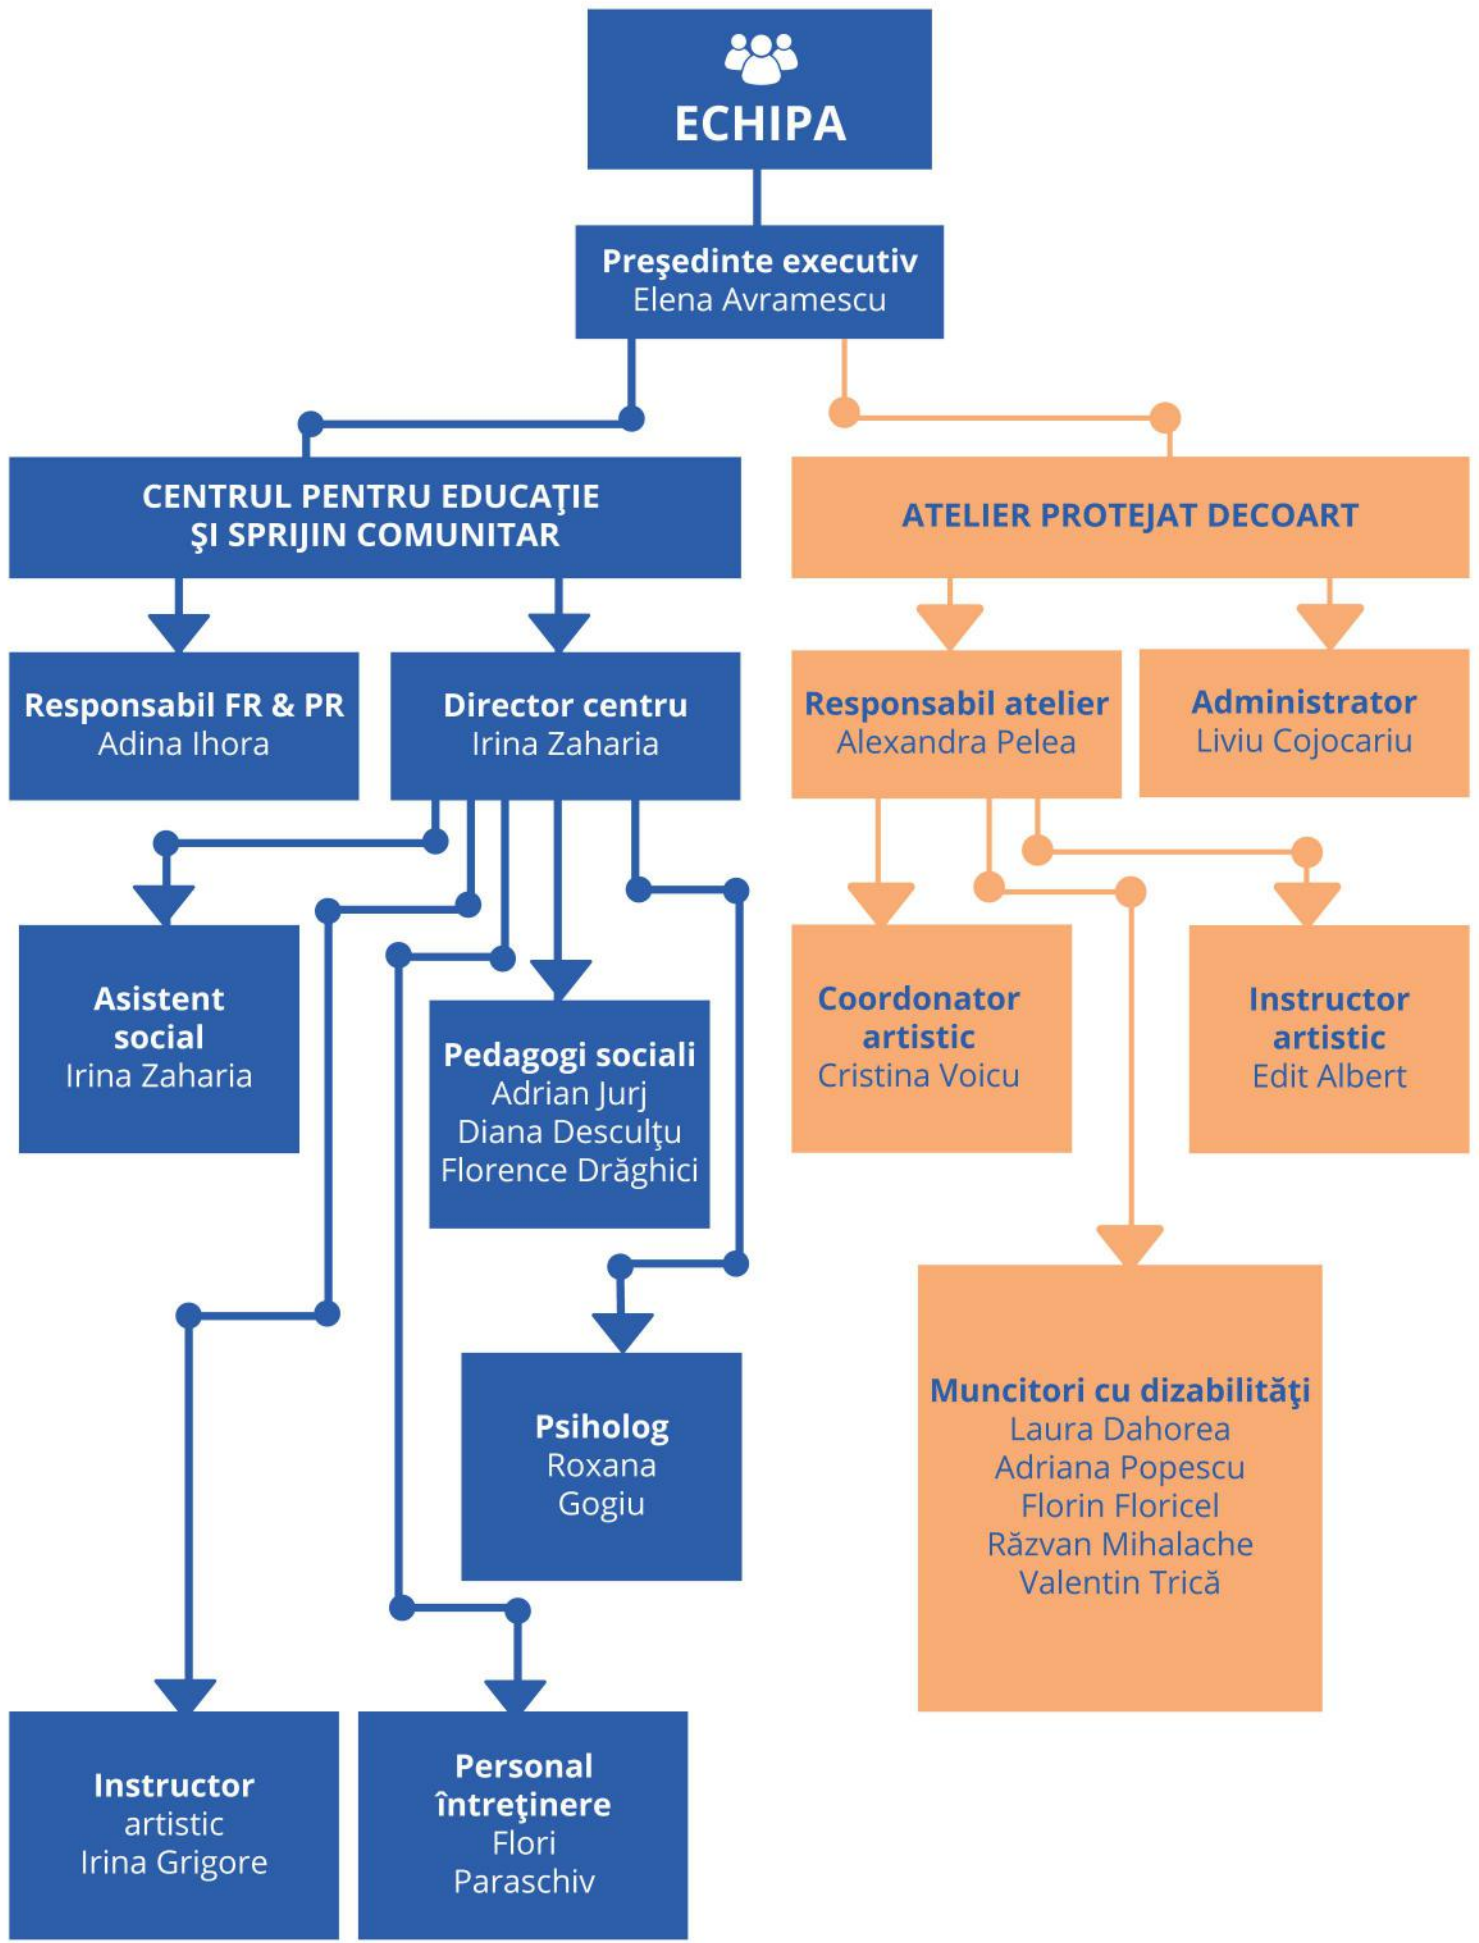 ECHIPA
Preşedinte executiv
Elena Avramescu
CENTRUL PENTRU EDUCAŢIE
ŞI SPRIJIN COMUNITAR
ATELIER PROTEJAT DECOART
Responsabil FR & PR
Adina Ihora
Director centru
Irina Zaharia
Responsabil atelier
Alexandra Pelea
Administrator
Liviu Cojocariu
Asistent
social
Irina Zaharia
Pedagogi sociali
Adrian Jurj
Diana Desculţu
Florence Drăghici
Coordonator
artistic
Cristina Voicu
Instructor
artistic
Edit Albert
Psiholog
Roxana
Gogiu
Muncitori cu dizabilităţi
Laura Dahorea
Adriana Popescu
Florin Floricel
Răzvan Mihalache
Valentin Trică
Instructor
artistic
Irina Grigore
Personal
întreţinere
Flori
Paraschiv